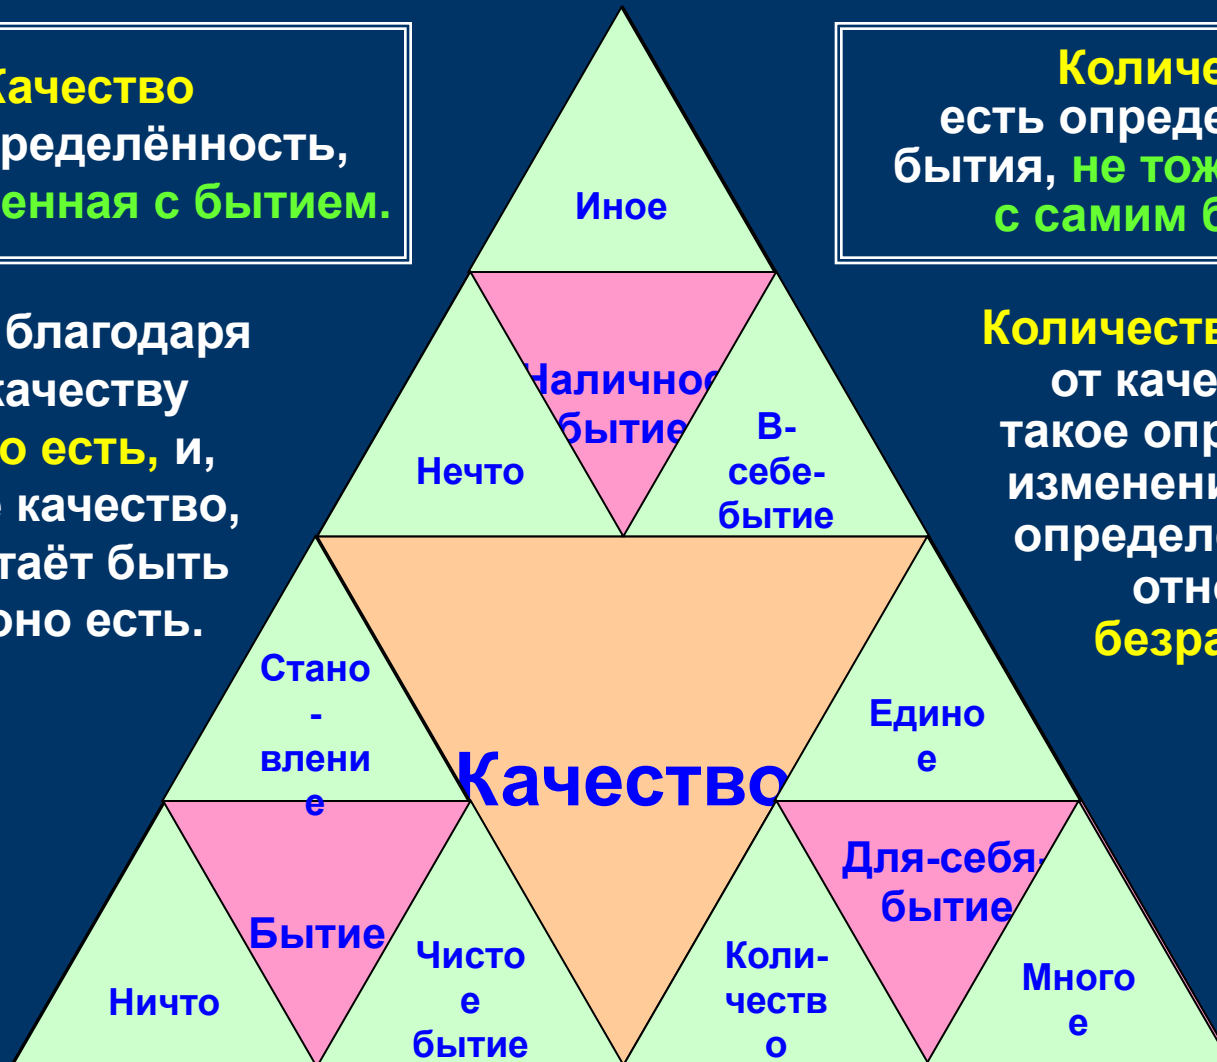 Качество
ределённость,
енная с бытием.
благодаря
качеству
о есть, и,
качество,
таёт быть
оно есть.
Иное
Наличное
бытие
Нечто
В-
себе-
бытие
Стано
-
влени
е
Качество
Едино
е
Бытие
Для-себя-
бытие
Ничто
Чисто
е
бытие
Коли-
честв
о
Много
е
Количе
есть опреде
бытия, не тож
с самим б
Количеств
от каче
такое опр
изменени
определ
отно
безра